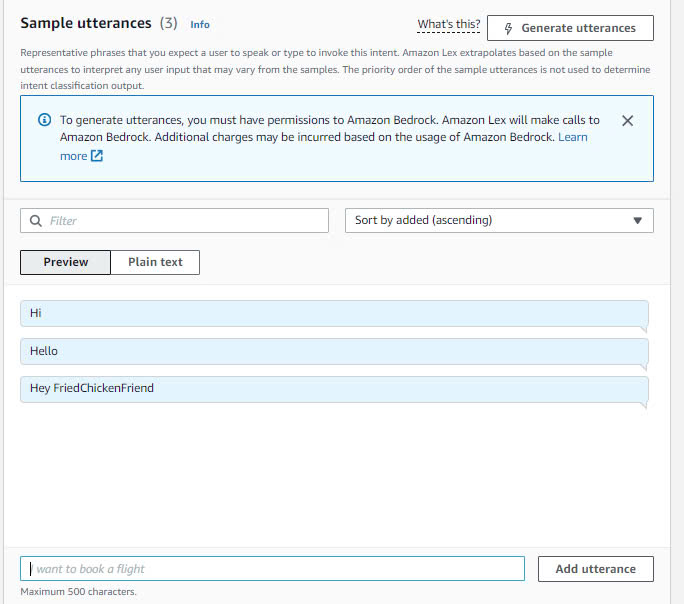 Sample utterances (3) Info What's this? Generate utterances
Representative phrases that you expect a user to speak or type to invoke this intent. Amazon Lex extrapolates based on the sample
utterances to interpret any user input that may vary from the samples. The priority order of the sample utterances is not used to determine
intent classification output.
To generate utterances, you must have permissions to Amazon Bedrock. Amazon Lex will make calls to
Amazon Bedrock. Additional charges may be incurred based on the usage of Amazon Bedrock. Learn
more
Filter Sort by added (ascending)
Preview Plain text
Hi
Hello
Hey FriedChickenFriend
I want to book a flight Add utterance
Maximum 500 characters.